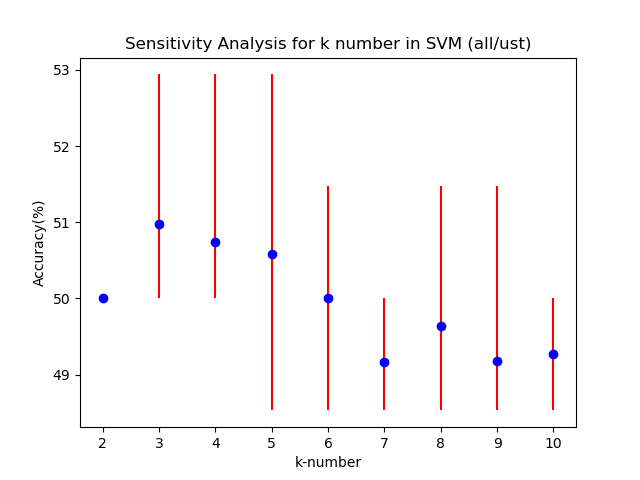 Sensitivity Analysis for k number in SVM (all/ust)
53
52
51
50
49
Accuracy(%)
2 3 4 5 6 7 8 9 10
k-number